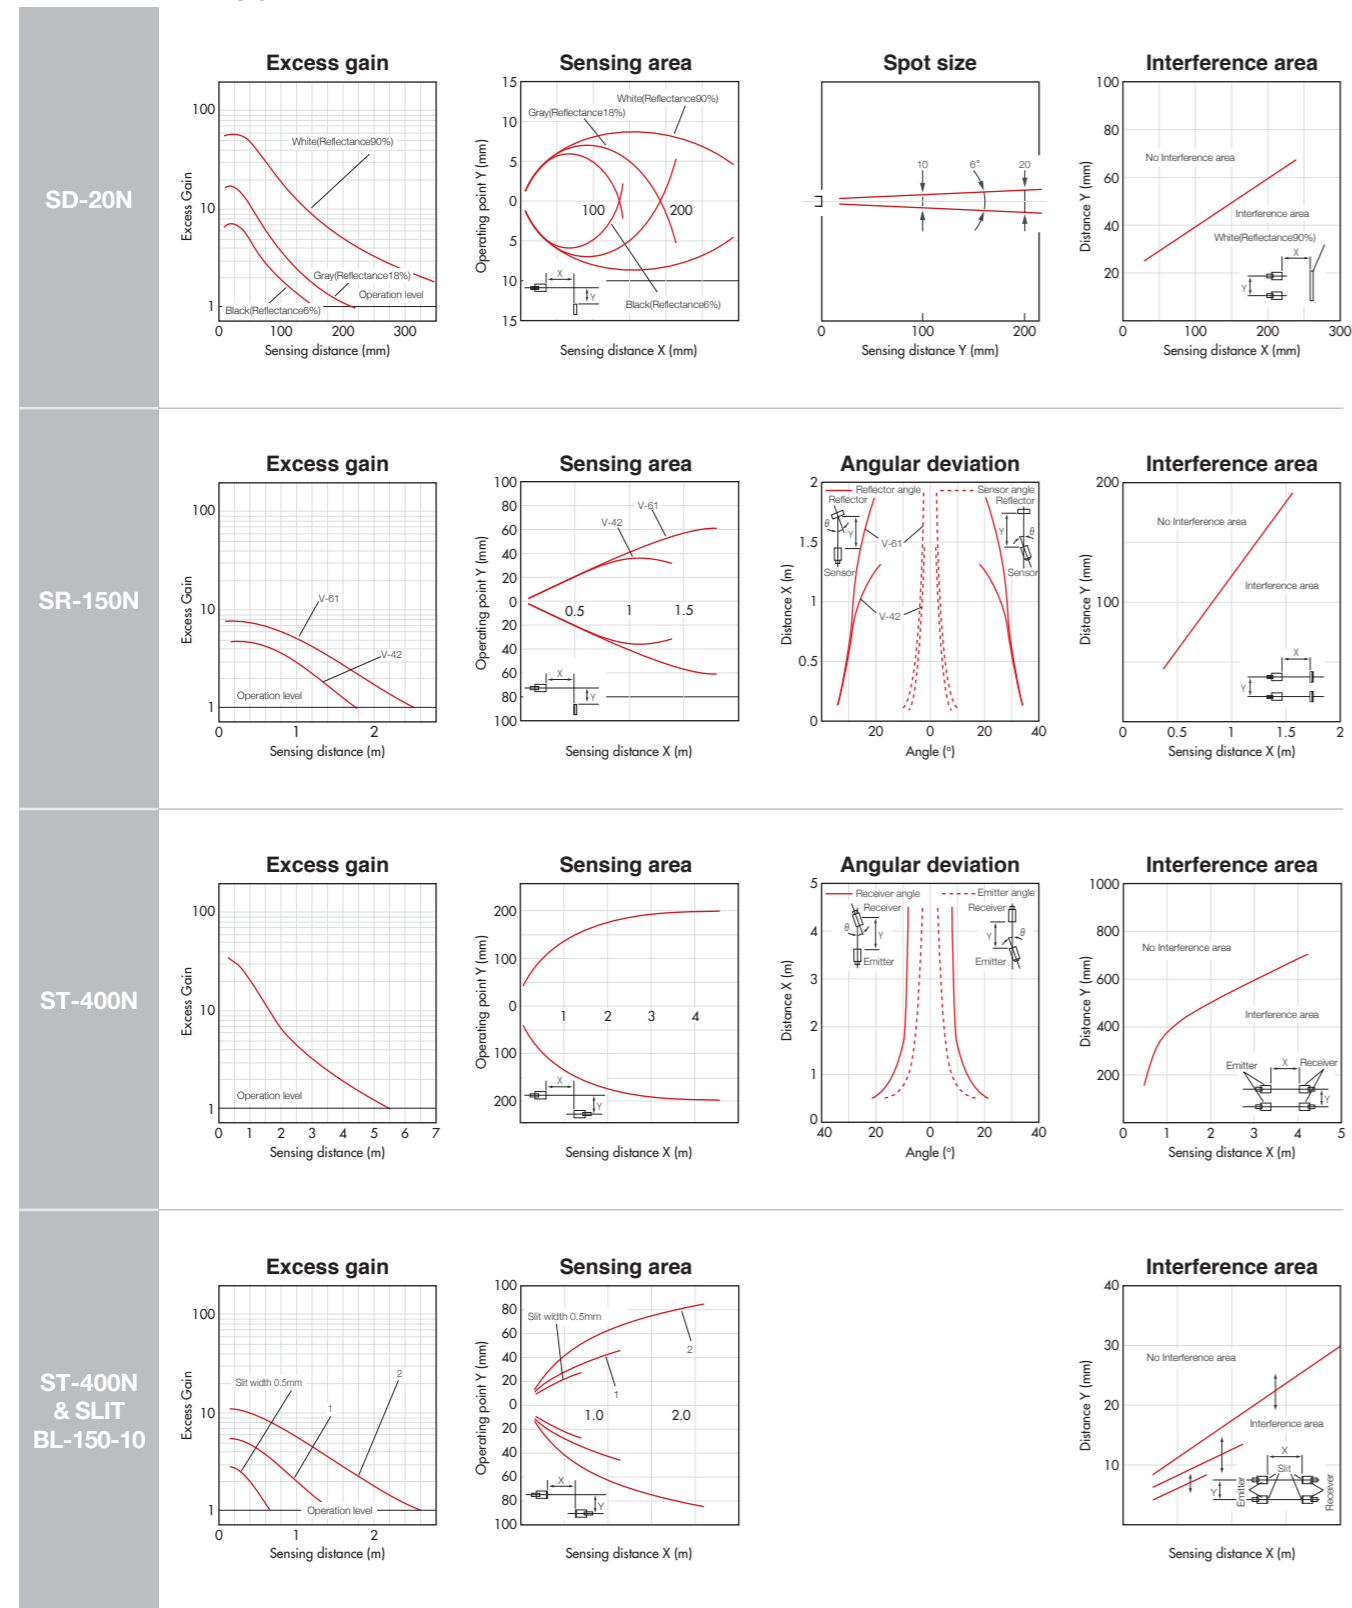 SD-20N
Excess gain
Excess Gain
100
10
1
White(Reflectance90%)
Gray(Reflectance18%)
Operation level
Black(Reflectance6%)
0 100 200 300
Sensing distance (mm)
Sensing area
Operating point Y (mm)
15
10
5
0
5
10
15
White(Reflectance90%)
Gray(Reflectance18%)
100 200
X
Y
Black(Reflectance6%)
Sensing distance X (mm)
Spot size
10 6° 20
0 100 200
Sensing distance Y (mm)
Interference area
Distance Y (mm)
100
80
60
40
20
No Interference area
Interference area
White(Reflectance90%)
X
Y
0 100 200 300
Sensing distance X (mm)
SR-150N
Excess gain
Excess Gain
100
10
1
V-61
V-42
Operation level
0 1 2
Sensing distance (m)
Sensing area
Operating point Y (mm)
100
80
60
40
20
0
20
40
60
80
100
V-61
V-42
0.5 1 1.5
X
Y
Sensing distance X (m)
Angular deviation
Distance X (m)
2
1.5
1
0.5
0
Reflector angle
Reflector
θ
Y
Sensor
Sensor angle
Reflector
Y
θ
Sensor
V-61
V-42
20 0 20 40
Angle (°)
Interference area
Distance Y (mm)
200
100
No Interference area
Interference area
X
Y
0 0.5 1 1.5 2
Sensing distance X (m)
ST-400N
Excess gain
Excess Gain
100
10
1
Operation level
0 1 2 3 4 5 6 7
Sensing distance (m)
Sensing area
Operating point Y (mm)
200
100
0
100
200
1 2 3 4
X
Y
Sensing distance X (m)
Angular deviation
Distance X (m)
5
4
3
2
1
0
Receiver angle
Receiver
θ
Y
Emitter
Emitter angle
Receiver
Y
θ
Emitter
40 20 0 20 40
Angle (°)
Interference area
Distance Y (mm)
1000
800
600
400
200
No Interference area
Interference area
Emitter X Receiver
Y
0 1 2 3 4 5
Sensing distance X (m)
ST-400N
& SLIT
BL-150-10
Excess gain
Excess Gain
100
10
1
Slit width 0.5mm
1
2
Operation level
0 1 2
Sensing distance (m)
Sensing area
Operating point Y (mm)
100
80
60
40
20
0
20
40
60
80
100
Slit width 0.5mm
2
1
1.0 2.0
X
Y
Sensing distance X (m)
Interference area
Distance Y (mm)
40
30
20
10
No Interference area
Interference area
X
Slit
Y
Emitter
Receiver
Sensing distance X (m)